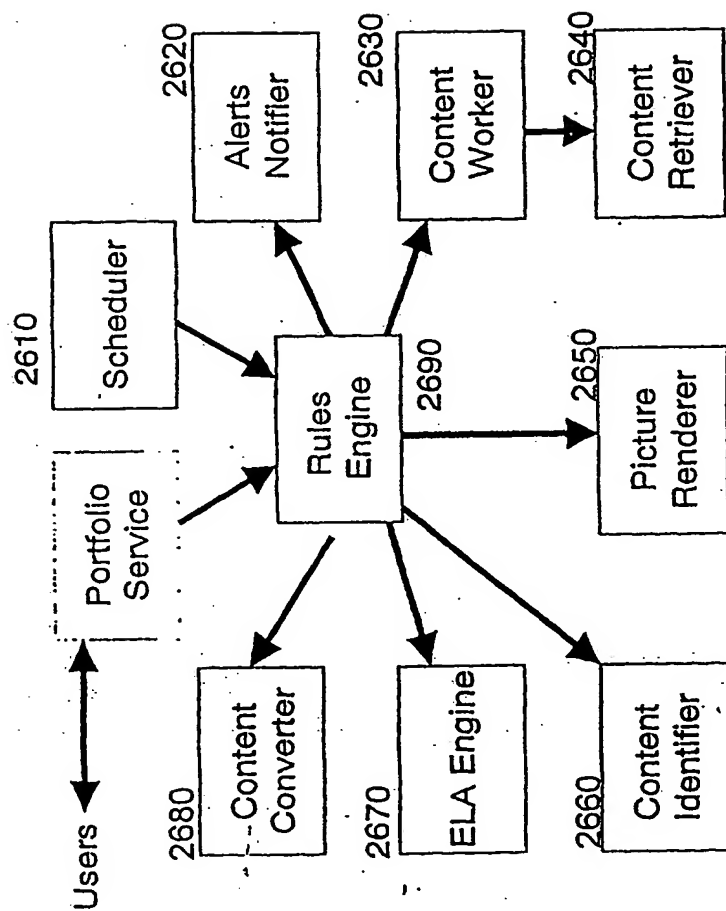 Users
Portfolio
Service
2610
Scheduler
2620
Alerts
Notifier
2680
Content
Converter
Rules
Engine
2690
2630
Content
Worker
2670
ELA Engine
2640
Content
Retriever
2660
Content
Identifier
2650
Picture
Renderer